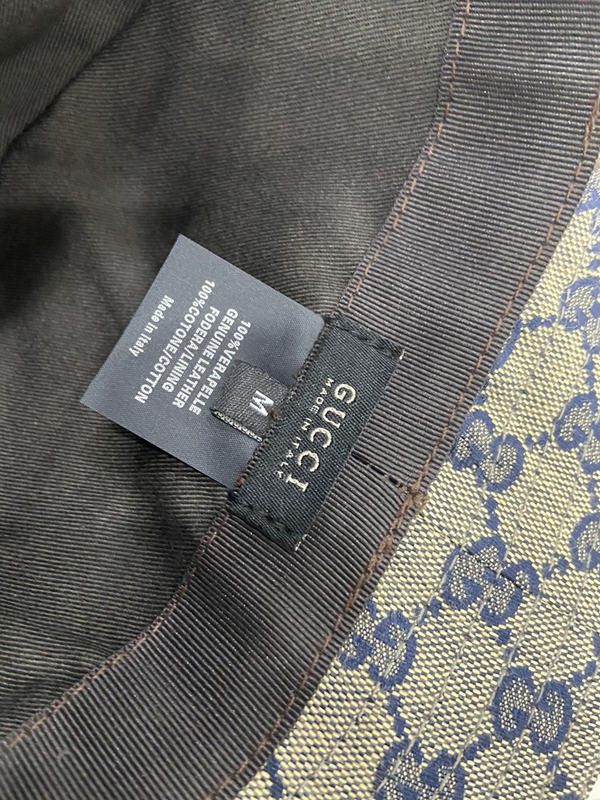 GUCCI
MADE IN ITALY
M
100%VERAPELLE
GENUINE LEATHER
FODERA/LINING
100%COTONE/COTTON
Made in Italy